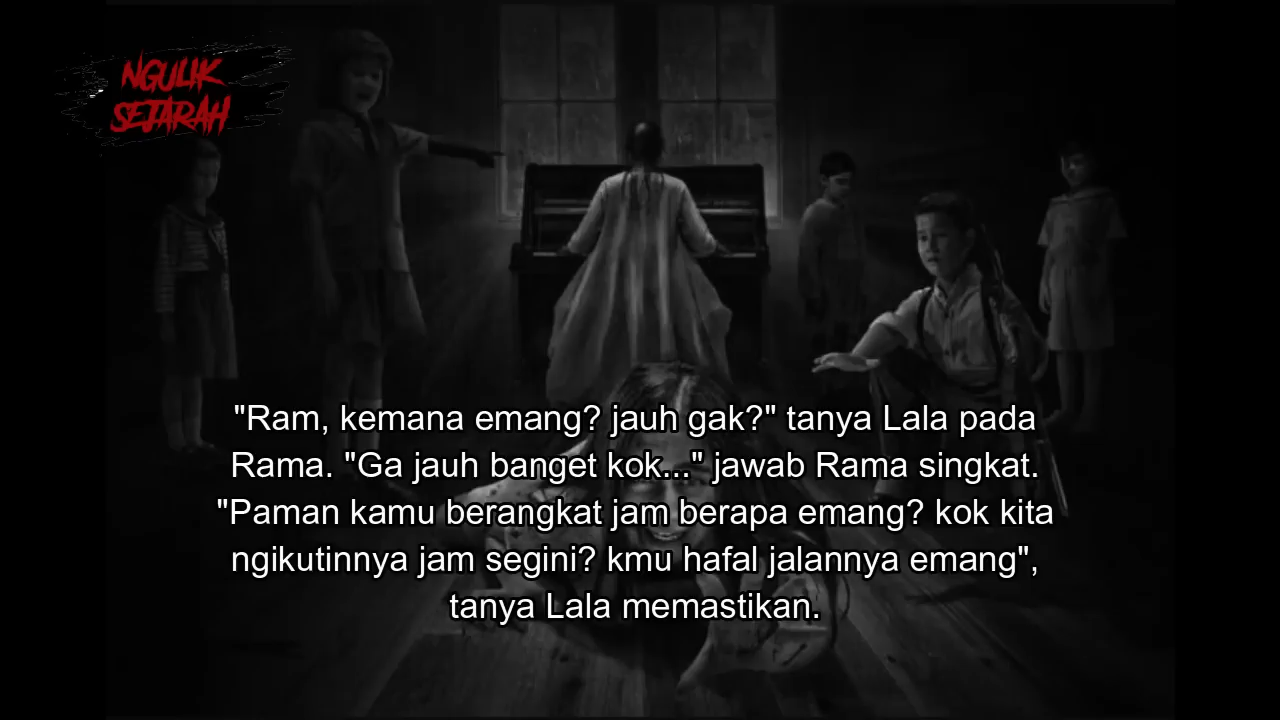 NGULIK
SEJARAH
"Ram, kemana emang? jauh gak?" tanya Lala pada
Rama. "Ga jauh banget kok..." jawab Rama singkat.
"Paman kamu berangkat jam berapa emang? kok kita
ngikutinnya jam segini? kmu hafal jalannya emang",
tanya Lala memastikan.